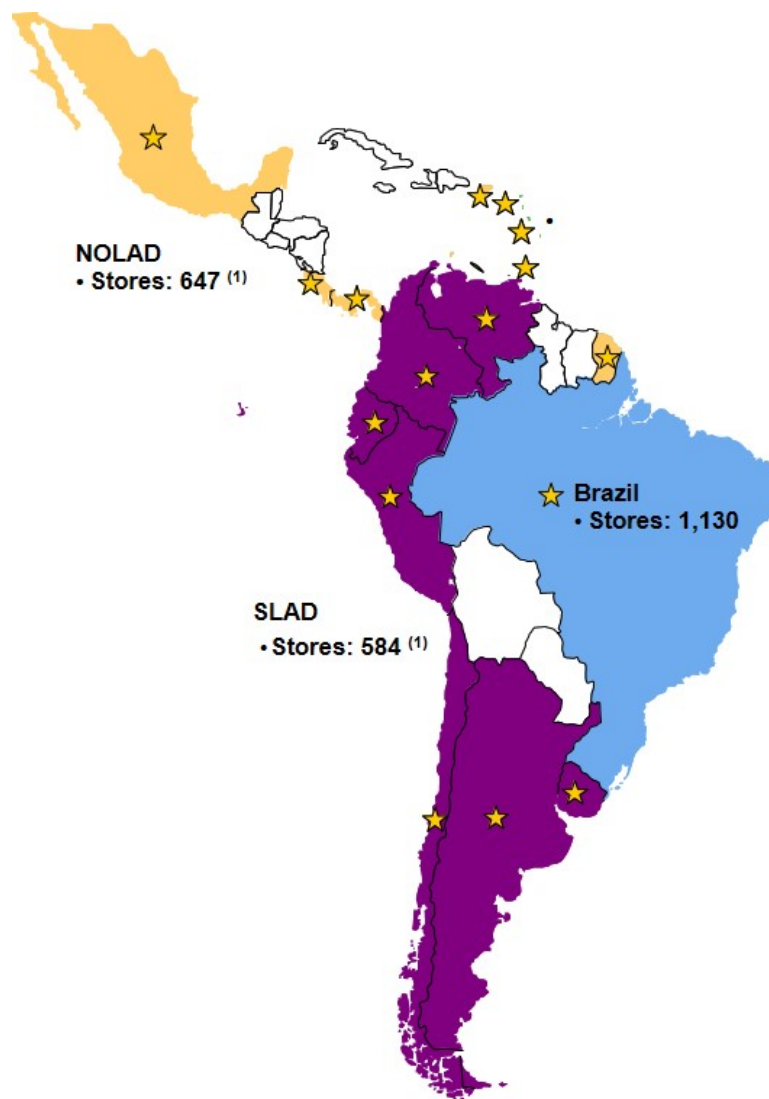 NOLAD
• Stores: 647 (1)
Brazil
• Stores: 1,130
SLAD
• Stores: 584 (1)